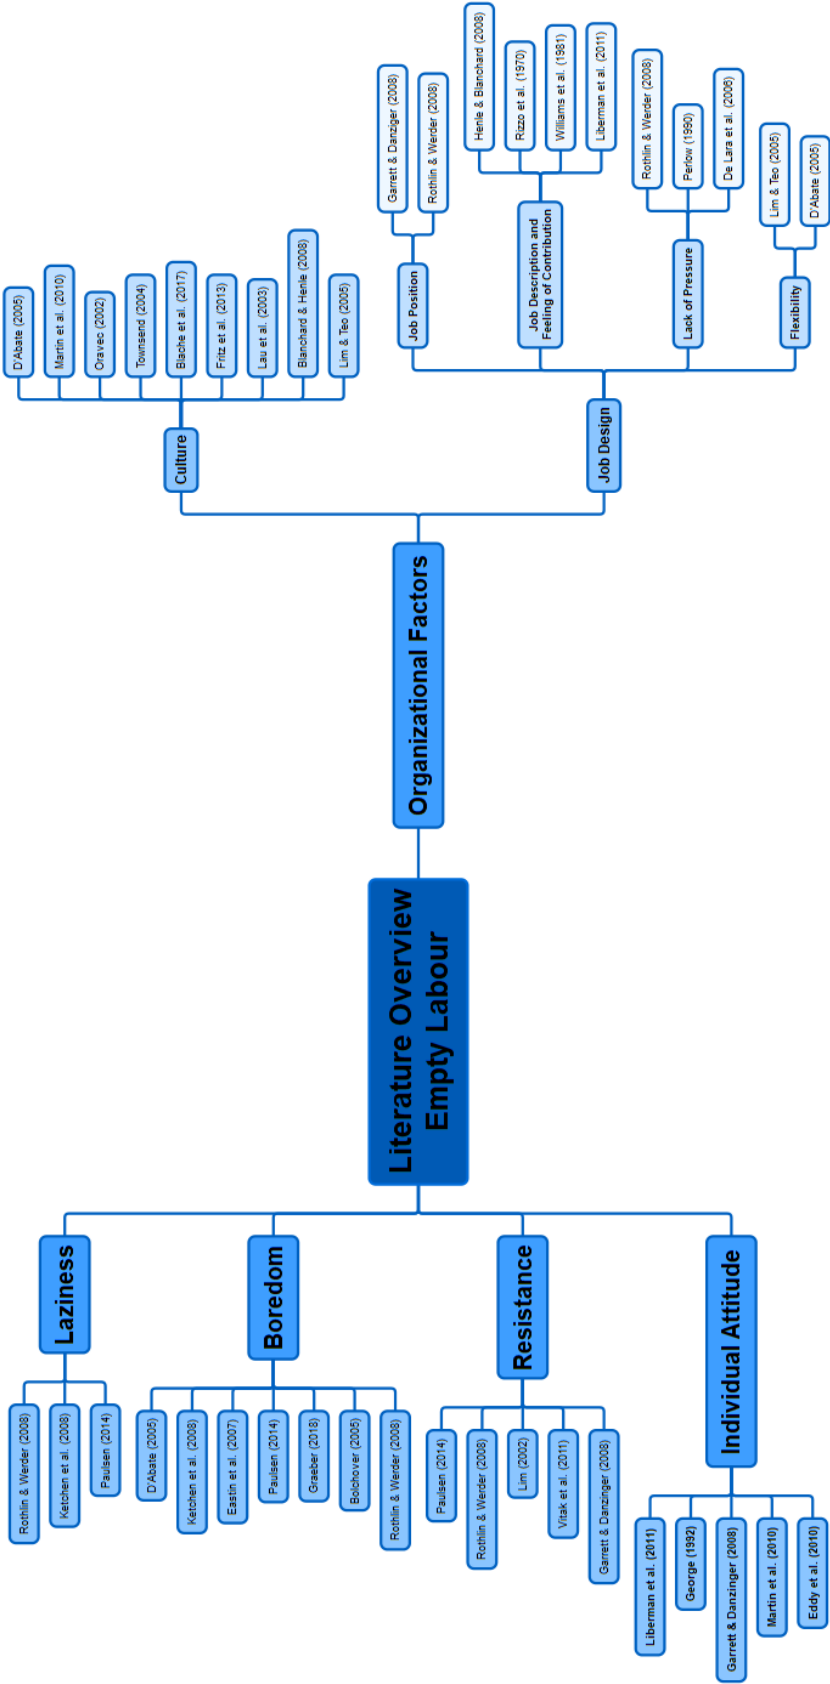 Literature Overview
Empty Labour
Laziness
Rothlin & Werder (2008)
Ketchen et al. (2008)
Paulsen (2014)
Boredom
D'Abate (2005)
Ketchen et al. (2008)
Eastin et al. (2007)
Paulsen (2014)
Graeber (2018)
Bolchover (2005)
Rothlin & Werder (2008)
Resistance
Paulsen (2014)
Rothlin & Werder (2008)
Lim (2002)
Vitak et al. (2011)
Garrett & Danzinger (2008)
Individual Attitude
Liberman et al. (2011)
George (1992)
Garrett & Danzinger (2008)
Martin et al. (2010)
Eddy et al. (2010)
Organizational Factors
Culture
D'Abate (2005)
Martin et al. (2010)
Oravec (2002)
Townsend (2004)
Blache et al. (2017)
Fritz et al. (2013)
Lau et al. (2003)
Blanchard & Henle (2008)
Lim & Teo (2005)
Job Design
Job Position
Garrett & Danziger (2008)
Rothlin & Werder (2008)
Job Description and
Feeling of Contribution
Henle & Blanchard (2008)
Rizzo et al. (1970)
Williams et al. (1981)
Liberman et al. (2011)
Lack of Pressure
Rothlin & Werder (2008)
Perlow (1990)
De Lara et al. (2006)
Flexibility
Lim & Teo (2005)
D'Abate (2005)